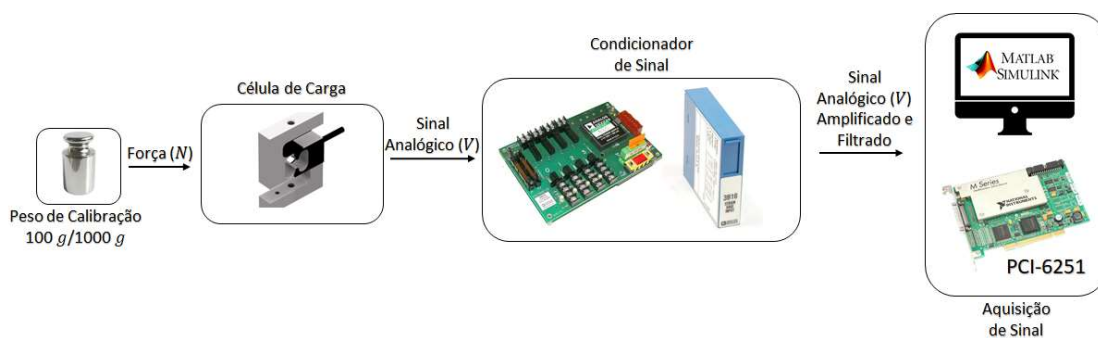 Peso de Calibração
100 g/1000 g
Força (N)
Célula de Carga
Sinal
Analógico (V)
Condicionador
de Sinal
3B18
Sinal
Analógico (V)
Amplificado e
Filtrado
MATLAB
SIMULINK
M Series
NATIONAL
INSTRUMENTS
PCI-6251
Aquisição
de Sinal